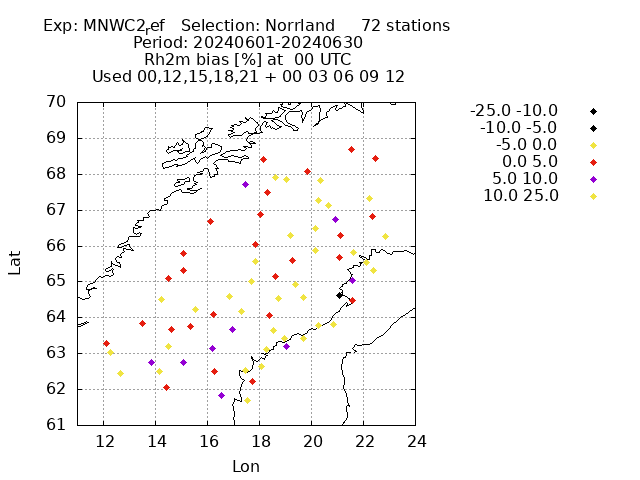 Exp: MNWC2ref Selection: Norrland 72 stations
Period: 20240601-20240630
Rh2m bias [%] at 00 UTC
Used 00,12,15,18,21 + 00 03 06 09 12
-25.0 -10.0
-10.0 -5.0
-5.0 0.0
0.0 5.0
5.0 10.0
10.0 25.0
70
69
68
67
66
65
64
63
62
61
Lat
12 14 16 18 20 22 24
Lon